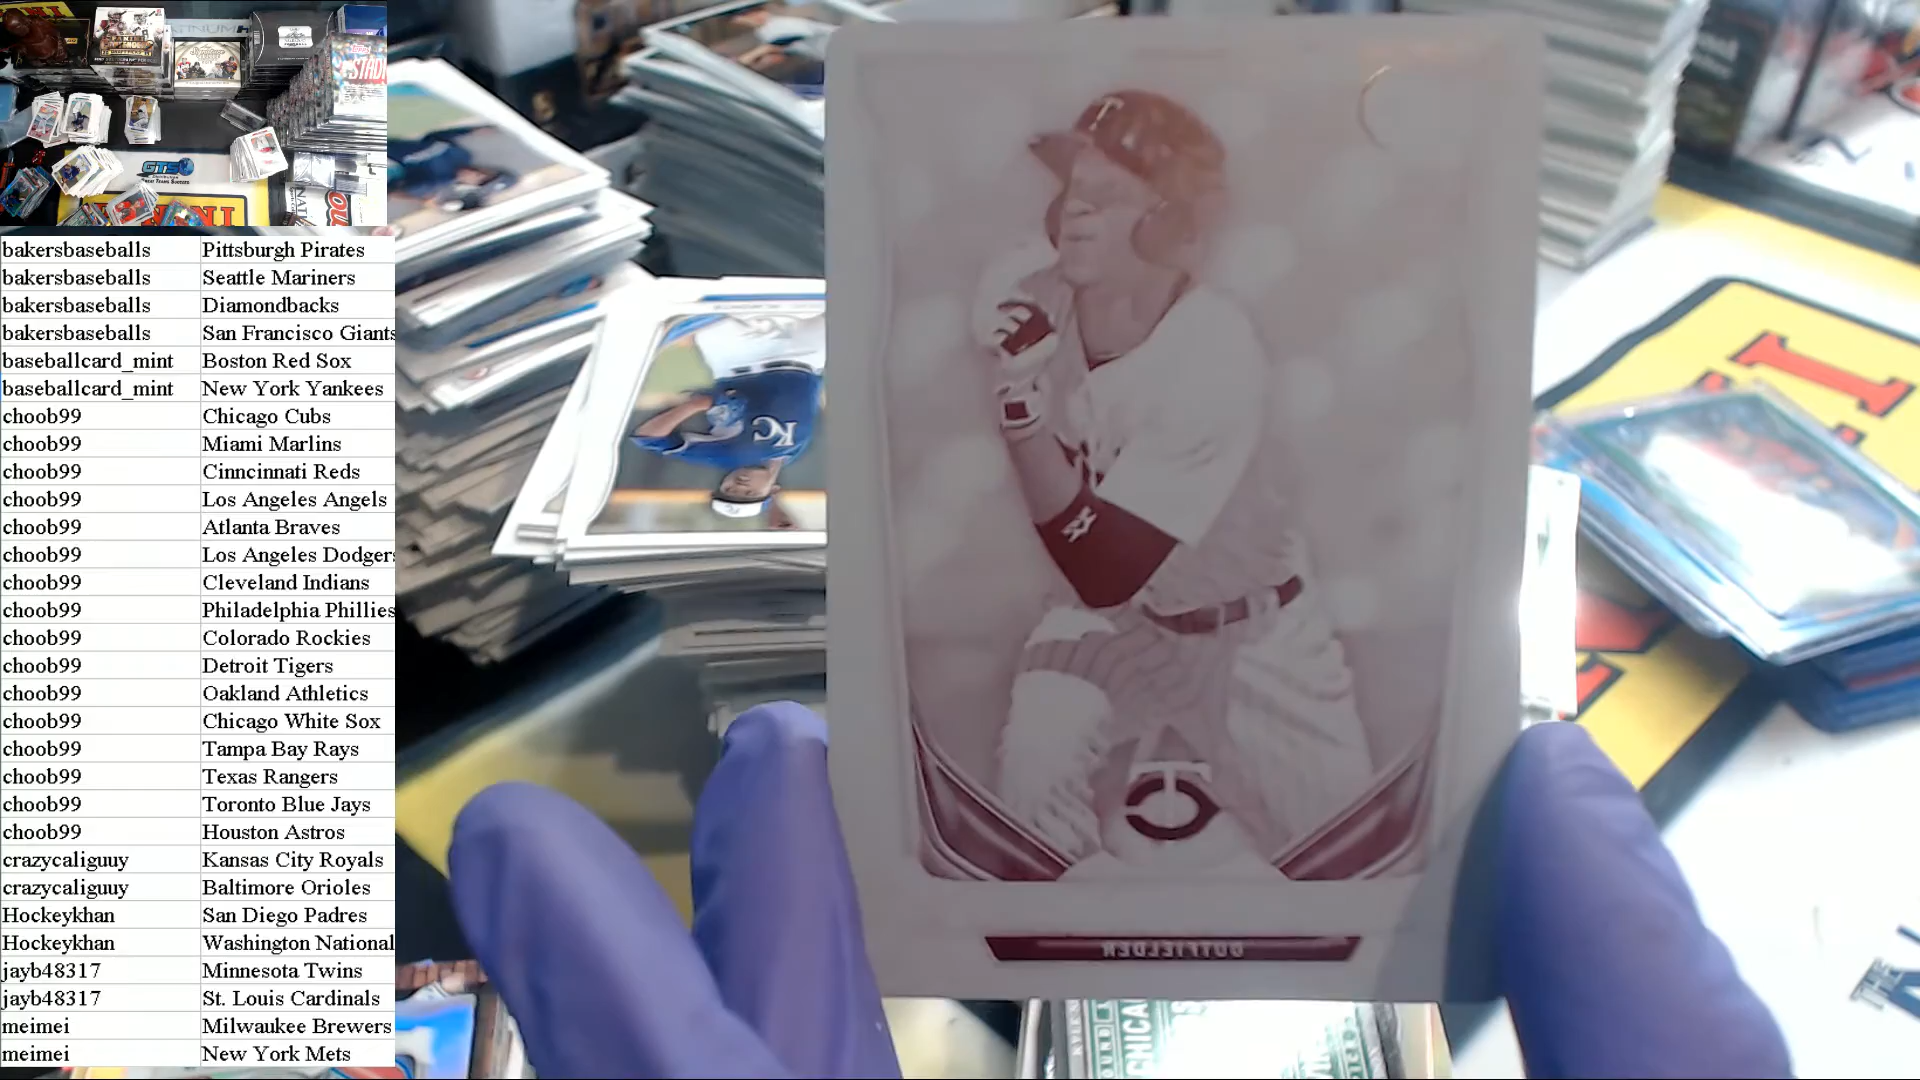 bakersbaseballs Pittsburgh Pirates
bakersbaseballs Seattle Mariners
bakersbaseballs Diamondbacks
bakersbaseballs San Francisco Giants
baseballcard_mint Boston Red Sox
baseballcard_mint New York Yankees
choob99 Chicago Cubs
choob99 Miami Marlins
choob99 Cinncinnati Reds
choob99 Los Angeles Angels
choob99 Atlanta Braves
choob99 Los Angeles Dodgers
choob99 Cleveland Indians
choob99 Philadelphia Phillies
choob99 Colorado Rockies
choob99 Detroit Tigers
choob99 Oakland Athletics
choob99 Chicago White Sox
choob99 Tampa Bay Rays
choob99 Texas Rangers
choob99 Toronto Blue Jays
choob99 Houston Astros
crazycaliguuy Kansas City Royals
crazycaliguuy Baltimore Orioles
Hockeykhan San Diego Padres
Hockeykhan Washington National
jayb48317 Minnesota Twins
jayb48317 St. Louis Cardinals
meimei Milwaukee Brewers
meimei New York Mets
GTS
KC
T
TC
OUTFIELDER